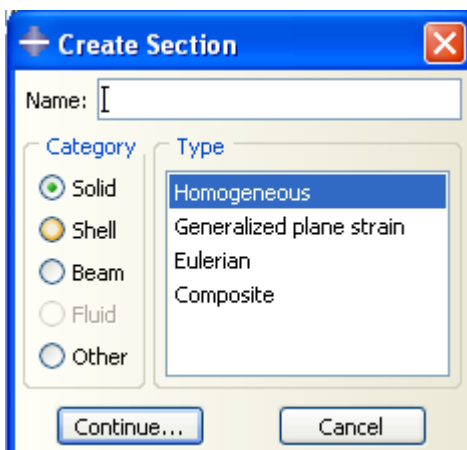 Create Section
Name:
Category
Type
Solid
Shell
Beam
Fluid
Other
Homogeneous
Generalized plane strain
Eulerian
Composite
Continue...
Cancel